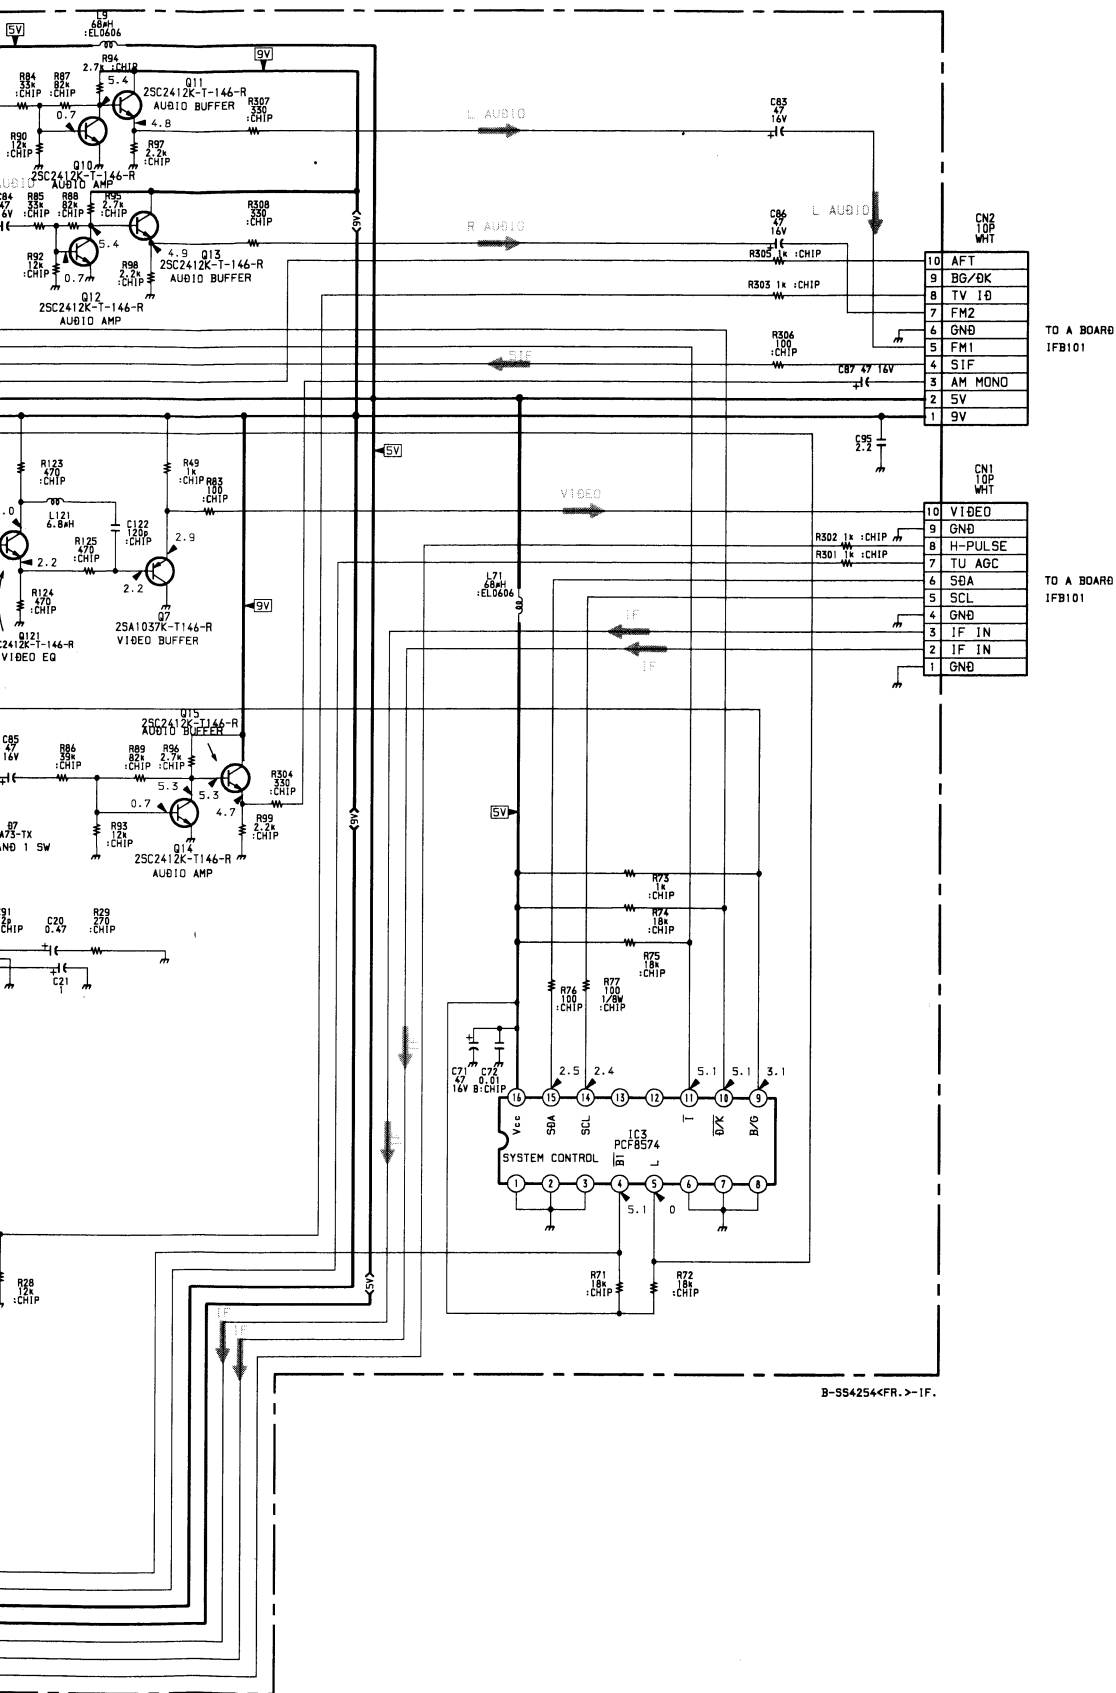 5V
L9
68μH
:EL0606
R94
2.7k :CHIP
9V
R84
33k
:CHIP
R87
82k
:CHIP
5.4
Q11
2SC2412K-T-146-R
AUDIO BUFFER
0.7
4.8
R307
330
:CHIP
L AUDIO
C83
47
16V
R90
12k
:CHIP
R97
2.2k
:CHIP
Q10
2SC2412K-T-146-R
AUDIO AMP
C84
47
R85
33k
:CHIP
R88
82k
:CHIP
R95
2.7k
:CHIP
9V
R308
330
:CHIP
R AUDIO
C86
47
16V
L AUDIO
CN2
10P
WHT
R92
12k
:CHIP
5.4
0.7
R98
2.2k
:CHIP
4.9
Q13
2SC2412K-T-146-R
AUDIO BUFFER
R305 1k :CHIP
Q12
2SC2412K-T-146-R
AUDIO AMP
R303 1k :CHIP
10 AFT
9 BG/DK
8 TV ID
7 FM2
6 GND
5 FM1
4 SIF
3 AM MONO
2 5V
1 9V
TO A BOARD
IFB101
SIF
R306
100
:CHIP
C87 47 16V
C95
2.2
5V
R123
470
:CHIP
R49
1k
:CHIP
R83
100
:CHIP
VIDEO
CN1
10P
WHT
.0
L121
6.8μH
C122
120p
:CHIP
2.9
R125
470
:CHIP
2.2
2.2
R302 1k :CHIP
R301 1k :CHIP
10 VIDEO
9 GND
8 H-PULSE
7 TU AGC
6 SDA
5 SCL
4 GND
3 IF IN
2 IF IN
1 GND
TO A BOARD
IFB101
L71
68μH
:EL0606
R124
470
:CHIP
Q7
2SA1037K-T146-R
VIDEO BUFFER
9V
Q121
C2412K-T-146-R
VIDEO EQ
IF
IF
Q15
2SC2412K-T146-R
AUDIO BUFFER
C85
47
16V
R86
39k
:CHIP
R89
82k
:CHIP
R96
2.7k
:CHIP
R304
330
:CHIP
5.3
5.3
0.7
4.7
R93
12k
:CHIP
R99
2.2k
:CHIP
9V
5V
D7
A73-TX
AND 1 SW
Q14
2SC2412K-T146-R
AUDIO AMP
R73
1k
:CHIP
R74
18k
:CHIP
R75
18k
:CHIP
91
2p
CHIP
C20
0.47
R29
270
:CHIP
C21
1
R76
100
:CHIP
R77
100
1/8W
:CHIP
IF
C71
47
16V
C72
0.01
B:CHIP
2.5
2.4
5.1
5.1
3.1
16 15 14 13 12 11 10 9
Vcc SDA SCL I D/K B/G
IC3
PCF8574
SYSTEM CONTROL
B1 L
1 2 3 4 5 6 7 8
5.1 0
IF
R71
18k
:CHIP
R72
18k
:CHIP
R28
12k
:CHIP
5V
IF
IF
B-SS4254<FR.>-IF.